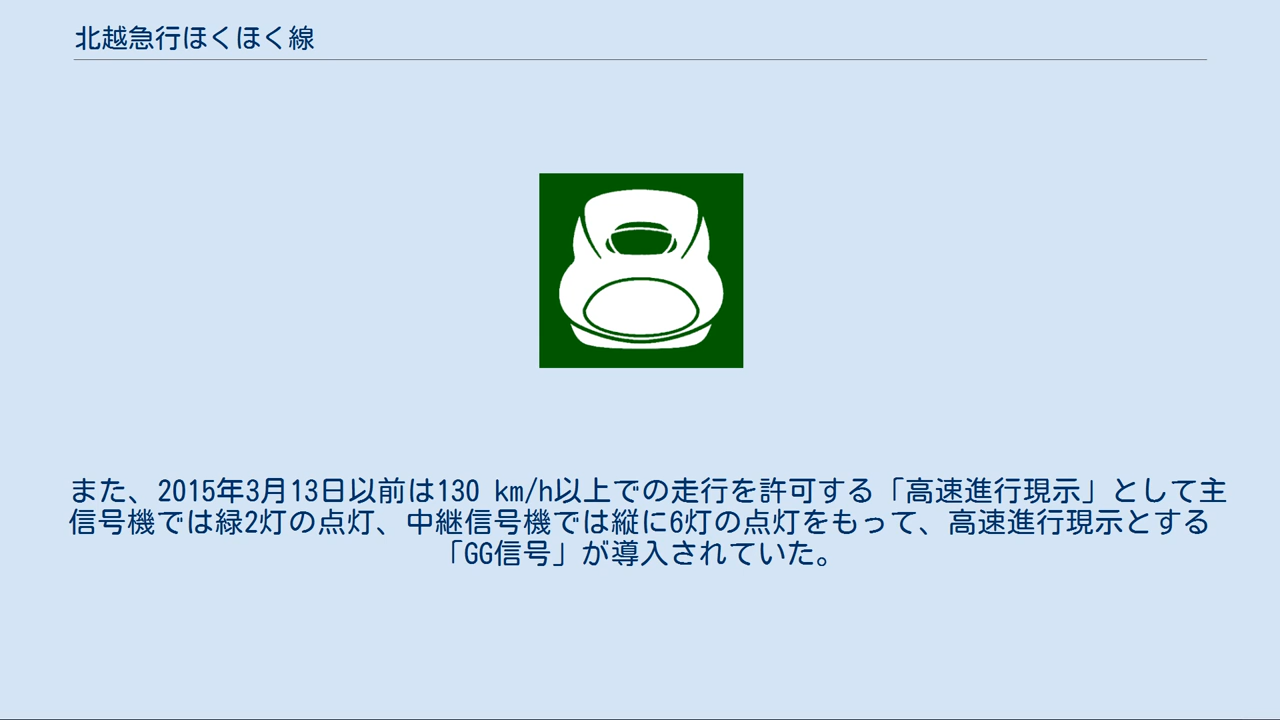 北越急行ほくほく線
また、2015年3月13日以前は130 km/h以上での走行を許可する「高速進行現示」として主
信号機では緑2灯の点灯、中継信号機では縦に6灯の点灯をもって、高速進行現示とする
「GG信号」が導入されていた。